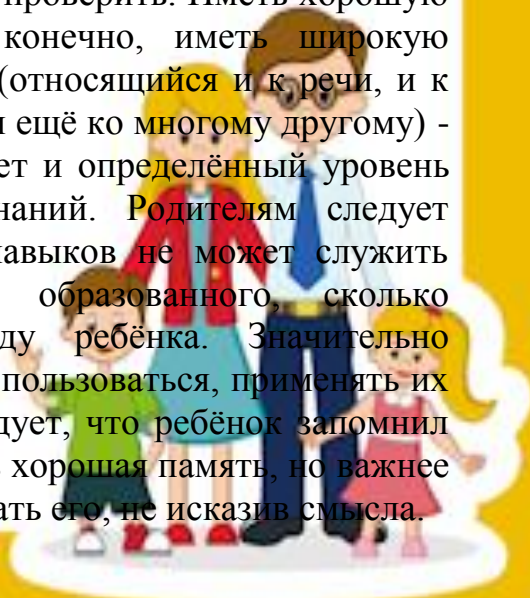 проверить. Иметь хорошую
конечно, иметь широкую
(относящийся и к речи, и к
ещё ко многому другому) -
ет и определённый уровень
наний. Родителям следует
авыков не может служить
образованного, сколько
ду ребёнка. Значительно
пользоваться, применять их
дует, что ребёнок запомнил
хорошая память, но важнее
ать его, не исказив смысла.